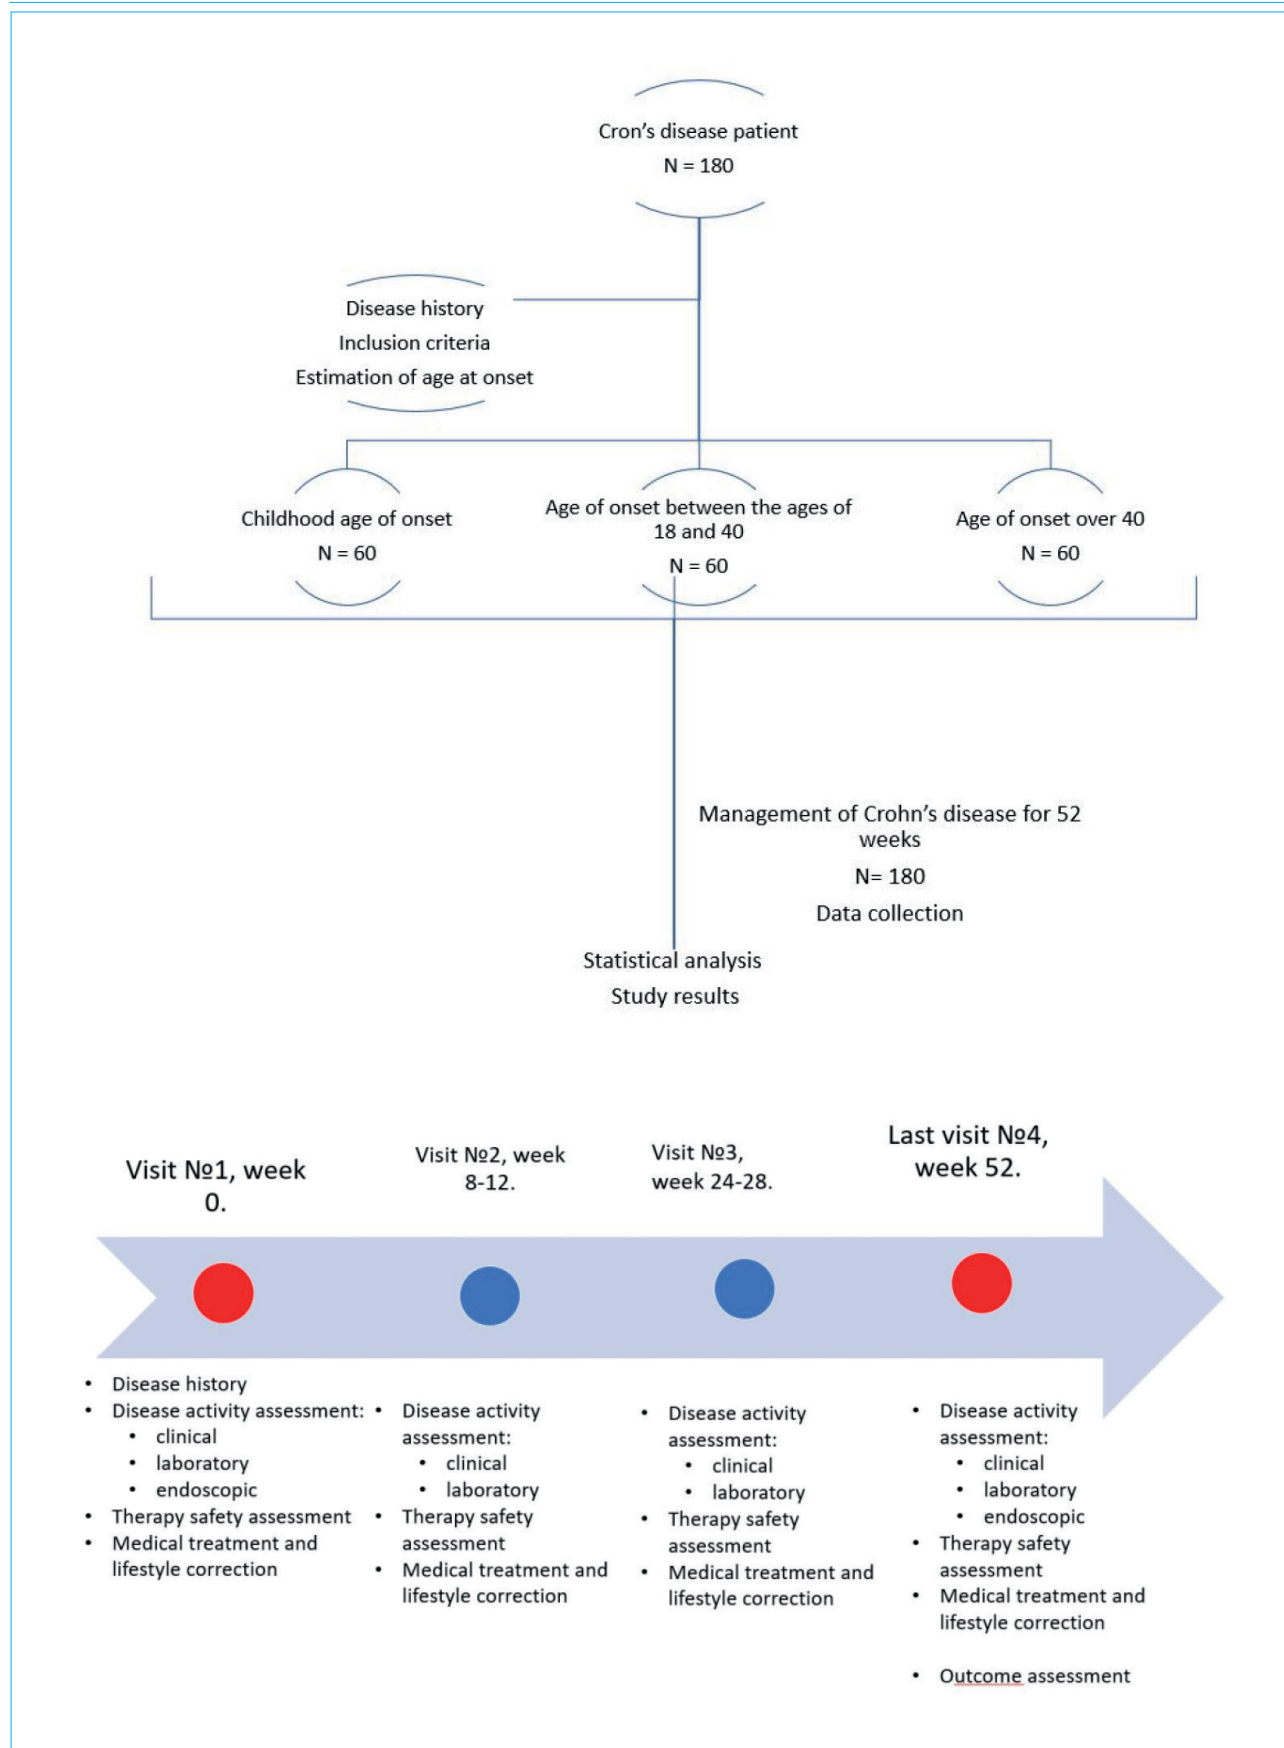 Cron’s disease patient
N = 180
Disease history
Inclusion criteria
Estimation of age at onset
Childhood age of onset
N = 60
Age of onset between the ages of
18 and 40
N = 60
Age of onset over 40
N = 60
Management of Crohn’s disease for 52
weeks
N= 180
Data collection
Statistical analysis
Study results
Visit №1, week
0.
Visit №2, week
8-12.
Visit №3,
week 24-28.
Last visit №4,
week 52.
• Disease history
• Disease activity assessment:
• clinical
• laboratory
• endoscopic
• Therapy safety assessment
• Medical treatment and
lifestyle correction
• Disease activity
assessment:
• clinical
• laboratory
• Therapy safety
assessment
• Medical treatment and
lifestyle correction
• Disease activity
assessment:
• clinical
• laboratory
• Therapy safety
assessment
• Medical treatment and
lifestyle correction
• Disease activity
assessment:
• clinical
• laboratory
• endoscopic
• Therapy safety
assessment
• Medical treatment and
lifestyle correction
• Outcome assessment